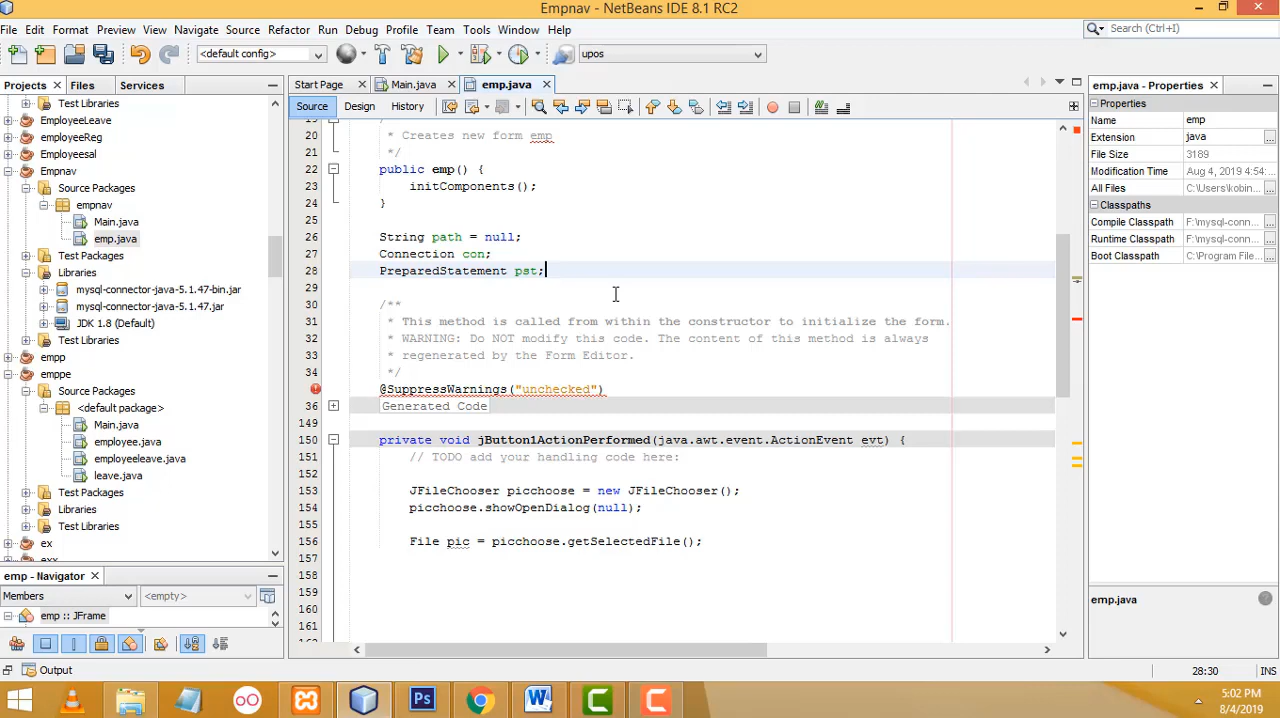 Empnav - NetBeans IDE 8.1 RC2
File Edit Format Preview View Navigate Source Refactor Run Debug Profile Team Tools Window Help
Search (Ctrl+I)
<default config>
upos
Projects Files Services
Start Page Main.java emp.java
emp.java - Properties
Source Design History
Test Libraries
EmployeeLeave
employeeReg
Employeesal
Empnav
Source Packages
empnav
Main.java
emp.java
Test Packages
Libraries
mysql-connector-java-5.1.47-bin.jar
mysql-connector-java-5.1.47.jar
JDK 1.8 (Default)
Test Libraries
empp
emppe
Source Packages
<default package>
Main.java
employee.java
employeeleave.java
leave.java
Test Packages
Libraries
Test Libraries
ex
exx
emp - Navigator
Members
<empty>
emp :: JFrame
20 * Creates new form emp
21 */
22 public emp() {
23 initComponents();
24 }
25
26 String path = null;
27 Connection con;
28 PreparedStatement pst;
29
30 /**
31 * This method is called from within the constructor to initialize the form.
32 * WARNING: Do NOT modify this code. The content of this method is always
33 * regenerated by the Form Editor.
34 */
@SuppressWarnings("unchecked")
36 Generated Code
149
150 private void jButton1ActionPerformed(java.awt.event.ActionEvent evt) {
151 // TODO add your handling code here:
152
153 JFileChooser picchoose = new JFileChooser();
154 picchoose.showOpenDialog(null);
155
156 File pic = picchoose.getSelectedFile();
157
158
159
160
161
Properties
Name emp
Extension java
File Size 3189
Modification Time Aug 4, 2019 4:54:...
All Files C:\Users\kobin...
Classpaths
Compile Classpath F:\mysql-conn...
Runtime Classpath F:\mysql-conn...
Boot Classpath C:\Program File...
emp.java
Output
28:30 INS
Ps
5:02 PM
8/4/2019